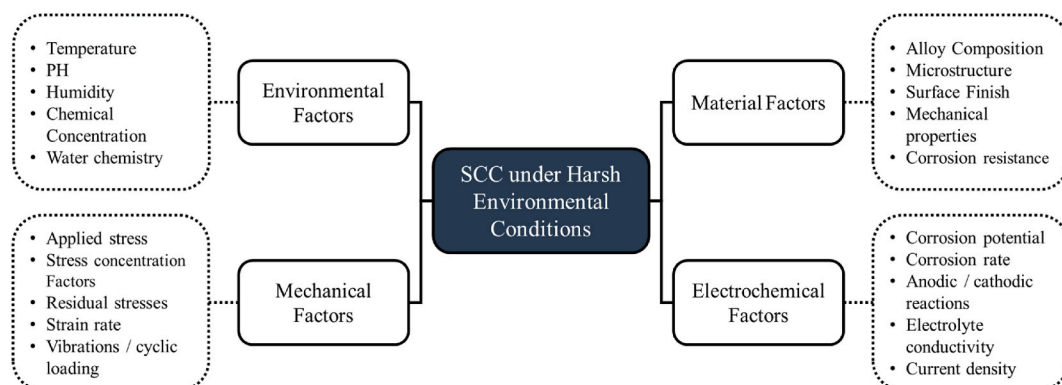 • Temperature
• PH
• Humidity
• Chemical
Concentration
• Water chemistry
Environmental
Factors
• Applied stress
• Stress concentration
Factors
• Residual stresses
• Strain rate
• Vibrations / cyclic
loading
Mechanical
Factors
SCC under Harsh
Environmental
Conditions
Material Factors
• Alloy Composition
• Microstructure
• Surface Finish
• Mechanical
properties
• Corrosion resistance
Electrochemical
Factors
• Corrosion potential
• Corrosion rate
• Anodic / cathodic
reactions
• Electrolyte
conductivity
• Current density